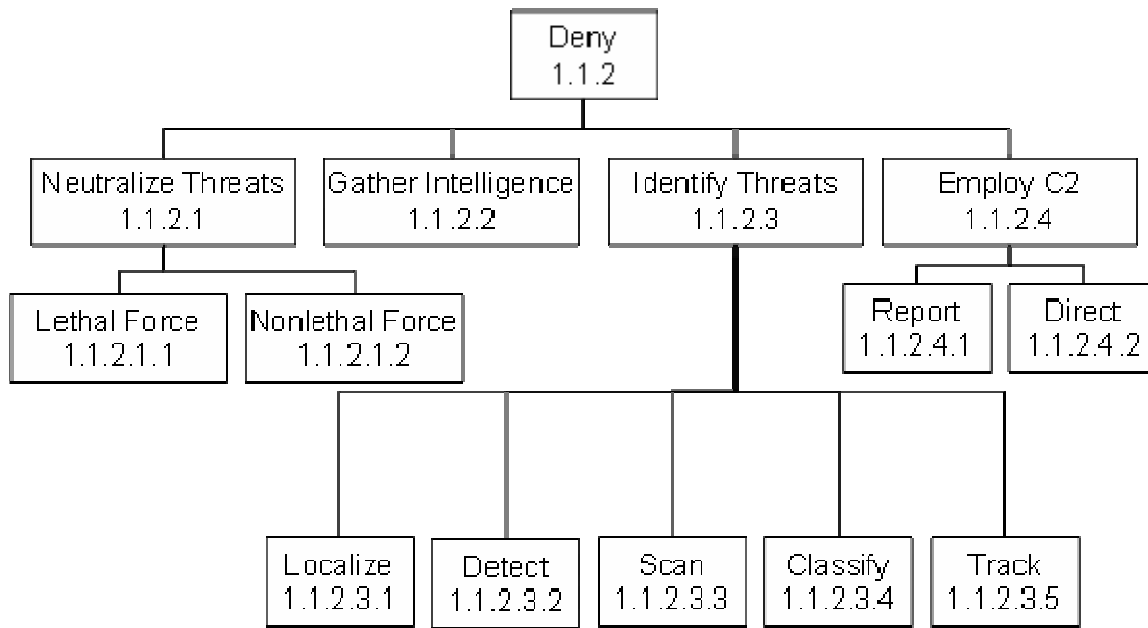 Deny
1.1.2
Neutralize Threats
1.1.2.1
Gather Intelligence
1.1.2.2
Identify Threats
1.1.2.3
Employ C2
1.1.2.4
Lethal Force
1.1.2.1.1
Nonlethal Force
1.1.2.1.2
Report
1.1.2.4.1
Direct
1.1.2.4.2
Localize
1.1.2.3.1
Detect
1.1.2.3.2
Scan
1.1.2.3.3
Classify
1.1.2.3.4
Track
1.1.2.3.5